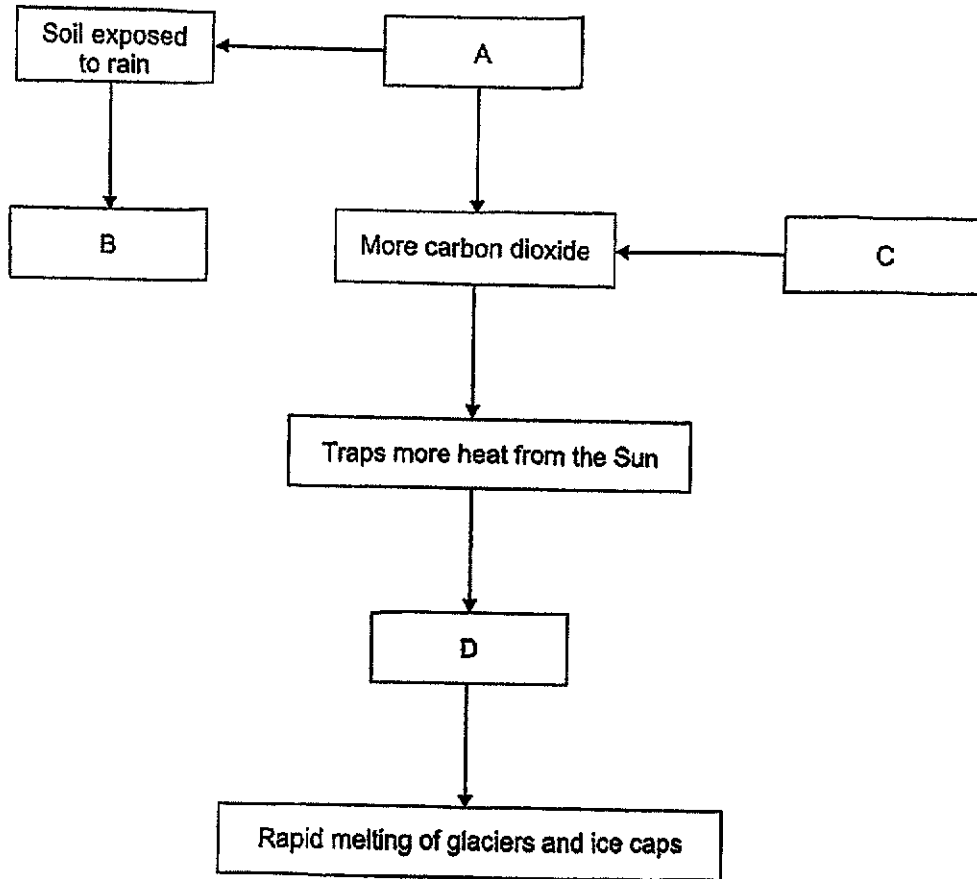 Soil exposed
to rain
A
B
More carbon dioxide
C
Traps more heat from the Sun
D
Rapid melting of glaciers and ice caps